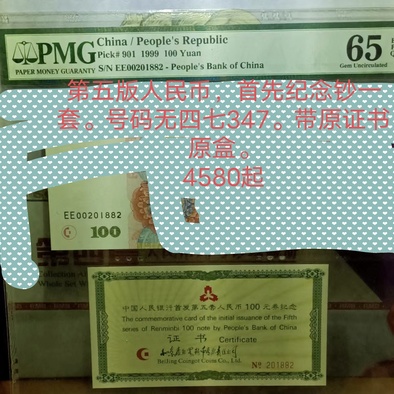 PMG
PAPER MONEY GUARANTY
China / People's Republic
Pick# 901 1999 100 Yuan
S/N EE00201882 - People's Bank of China
65
Gem Uncirculated
第五版人民币，首先纪念钞一
套。号码无四七347。带原证书
原盒。
4580起
EE00201882
100
中国人民银行首发第五套人民币100元券纪念
The commemorative card of the initial issuance of the Fifth
series of Renminbi 100 note by People's Bank of China
证 书 Certificate
Beijing Coinget Coins Co., Ltd.
№ 201882